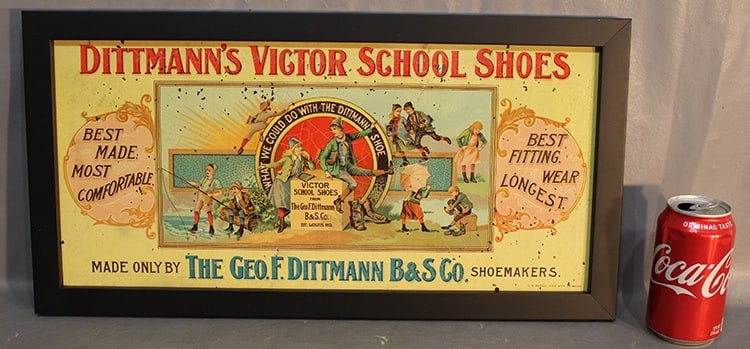 DITTMANN'S VICTOR SCHOOL SHOES
BEST
MADE,
MOST
COMFORTABLE
WHAT WE COULD DO WITH THE DITTMANN SHOE
VICTOR
SCHOOL SHOES
FROM
The Geo. F. Dittmann
B&S. Co.
ST. LOUIS MO.
BEST
FITTING,
WEAR
LONGEST.
MADE ONLY BY THE GEO. F. DITTMANN B&S Co. SHOEMAKERS.
ORIGINAL TASTE
Coca-Co